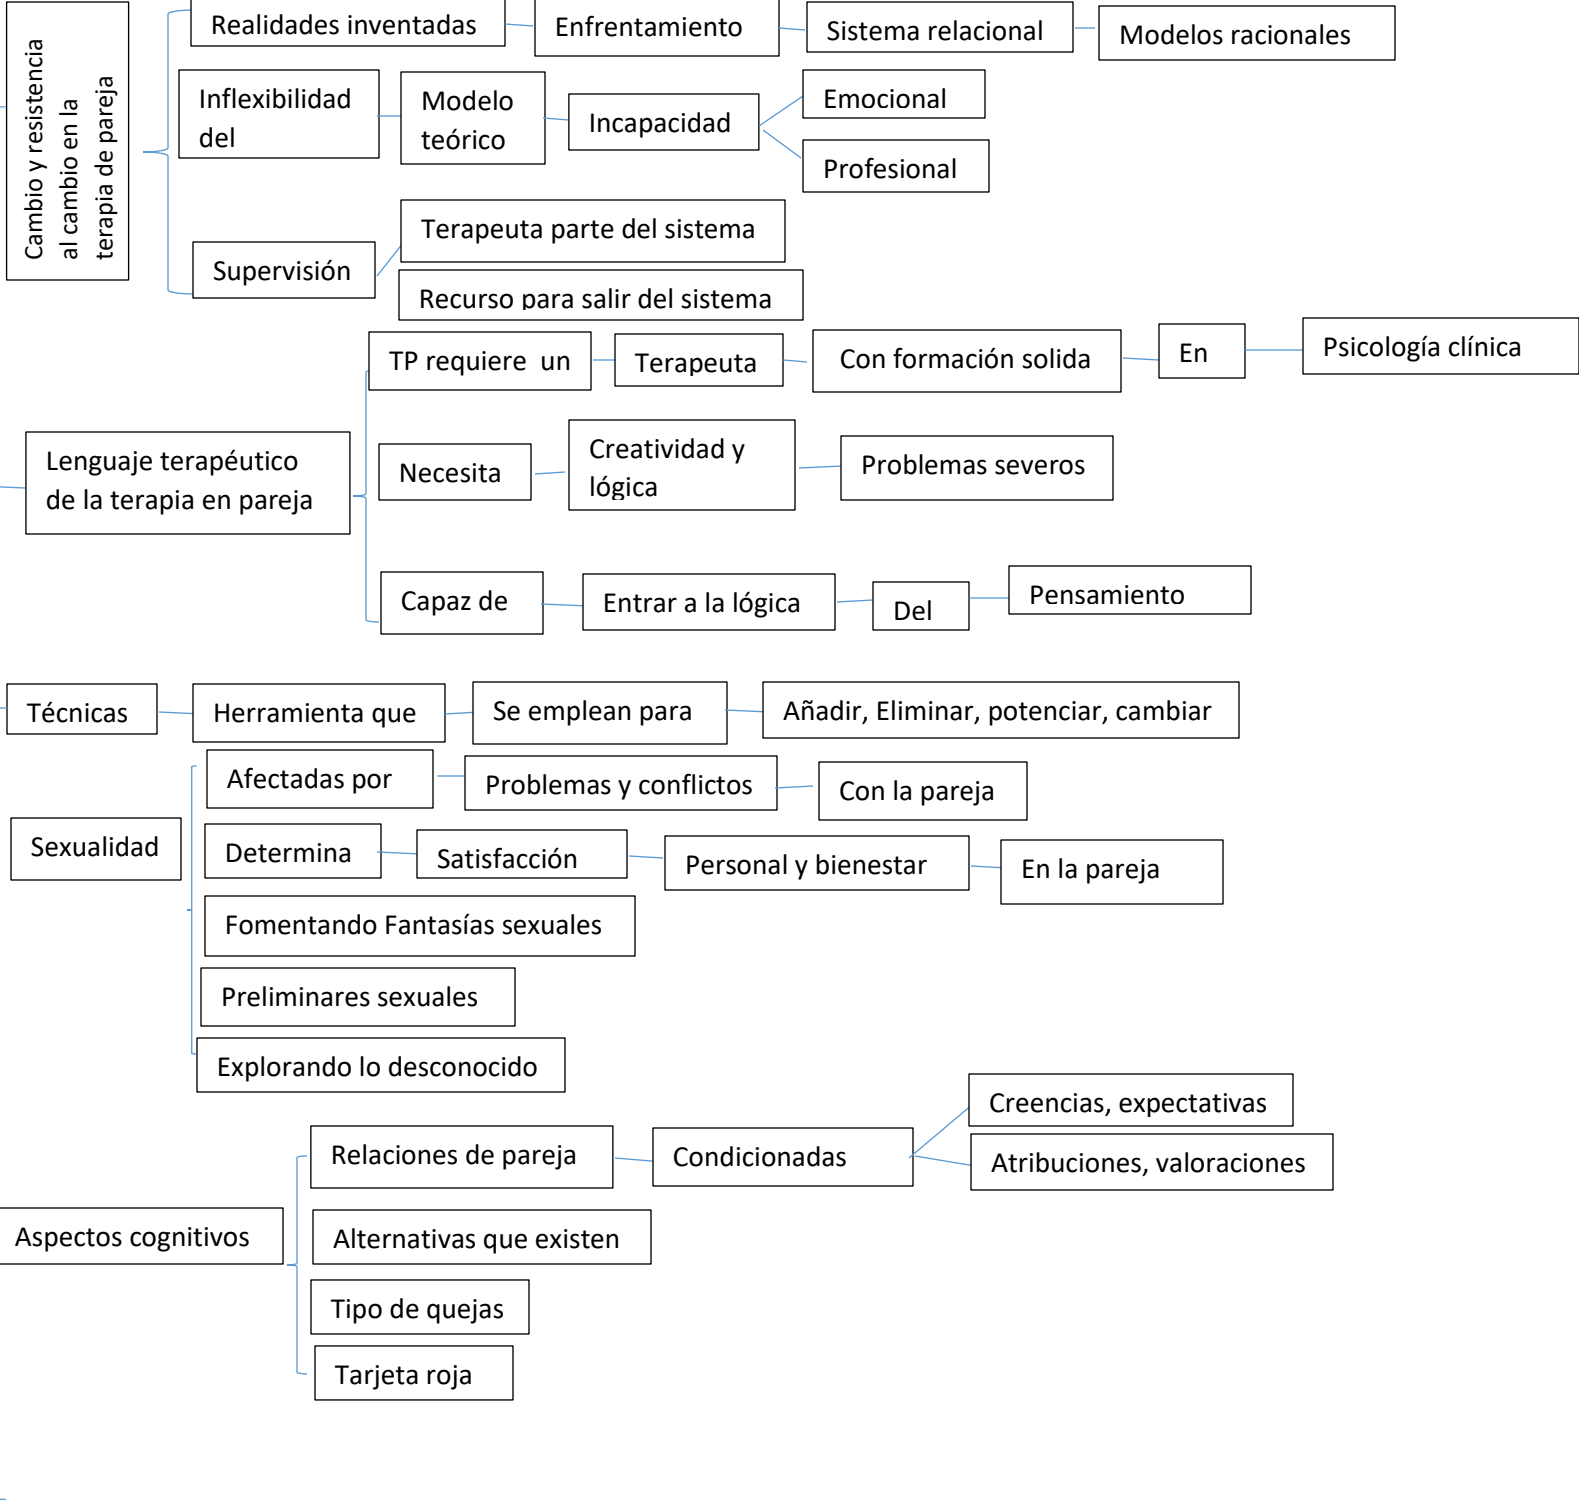 Cambio y resistencia
al cambio en la
terapia de pareja
Realidades inventadas
Enfrentamiento
Sistema relacional
Modelos racionales
Inflexibilidad
del
Modelo
teórico
Incapacidad
Emocional
Profesional
Supervisión
Terapeuta parte del sistema
Recurso para salir del sistema
Lenguaje terapéutico
de la terapia en pareja
TP requiere  un
Terapeuta
Con formación solida
En
Psicología clínica
Necesita
Creatividad y
lógica
Problemas severos
Capaz de
Entrar a la lógica
Del
Pensamiento
Técnicas
Herramienta que
Se emplean para
Añadir, Eliminar, potenciar, cambiar
Sexualidad
Afectadas por
Problemas y conflictos
Con la pareja
Determina
Satisfacción
Personal y bienestar
En la pareja
Fomentando Fantasías sexuales
Preliminares sexuales
Explorando lo desconocido
Aspectos cognitivos
Relaciones de pareja
Condicionadas
Creencias, expectativas
Atribuciones, valoraciones
Alternativas que existen
Tipo de quejas
Tarjeta roja